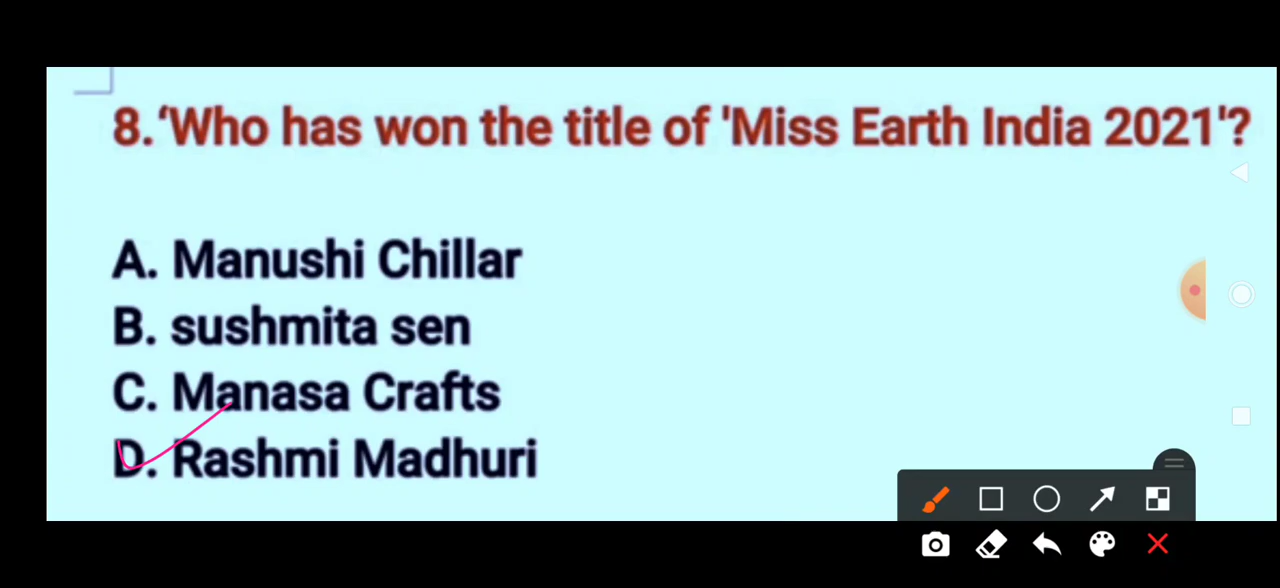 8.‘Who has won the title of 'Miss Earth India 2021'?
A. Manushi Chillar
B. sushmita sen
C. Manasa Crafts
D. Rashmi Madhuri